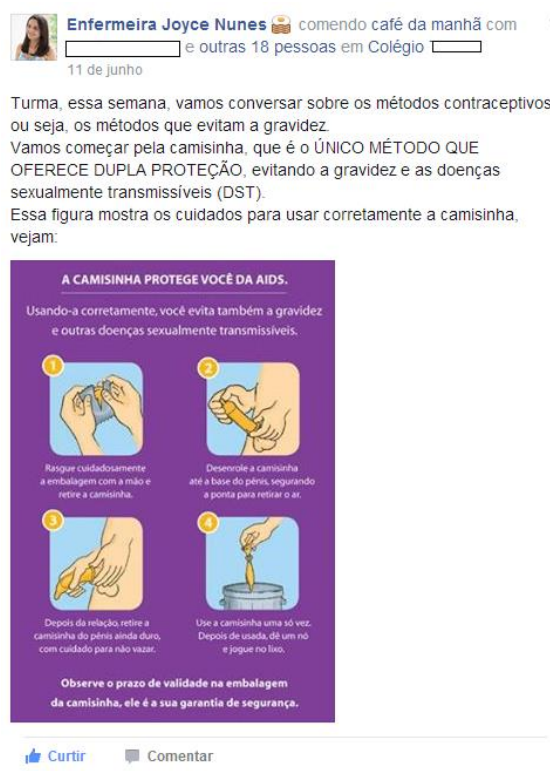 Enfermeira Joyce Nunes comendo café da manhã com
e outras 18 pessoas em Colégio
11 de junho
Turma, essa semana, vamos conversar sobre os métodos contraceptivos
ou seja, os métodos que evitam a gravidez.
Vamos começar pela camisinha, que é o ÚNICO MÉTODO QUE
OFERECE DUPLA PROTEÇÃO, evitando a gravidez e as doenças
sexualmente transmissíveis (DST).
Essa figura mostra os cuidados para usar corretamente a camisinha,
vejam:
A CAMISINHA PROTEGE VOCÊ DA AIDS.
Usando-a corretamente, você evita também a gravidez
e outras doenças sexualmente transmissíveis.
1
Rasgue cuidadosamente
a embalagem com a mão e
retire a camisinha.
2
Desenrole a camisinha
até a base do pênis, segurando
a ponta para retirar o ar.
3
Depois da relação, retire a
camisinha do pênis ainda duro,
com cuidado para não vazar.
4
Use a camisinha uma só vez.
Depois de usada, dê um nó
e jogue no lixo.
Observe o prazo de validade na embalagem
da camisinha, ele é a sua garantia de segurança.
Curtir Comentar